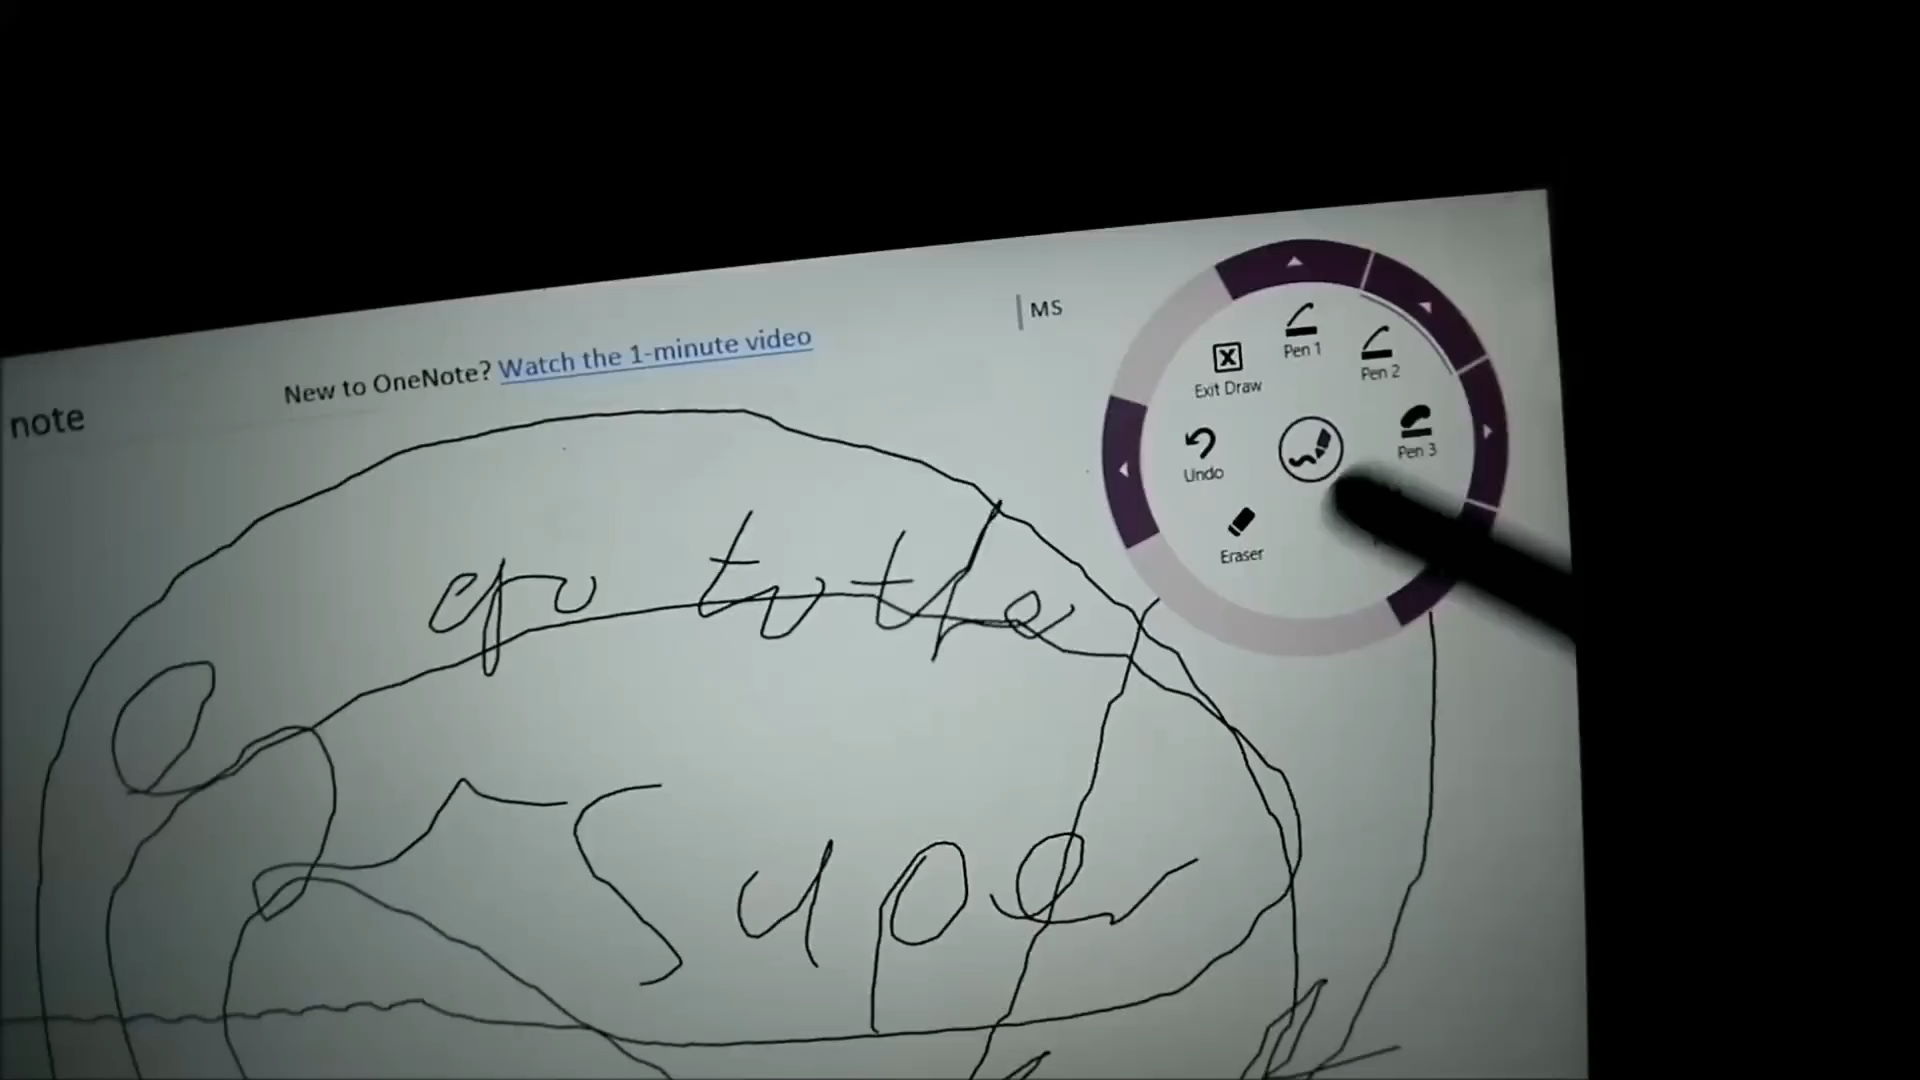 New to OneNote? Watch the 1-minute video
MS
note
Pen 1
Pen 2
Exit Draw
Pen 3
Undo
Eraser
go to the
Super